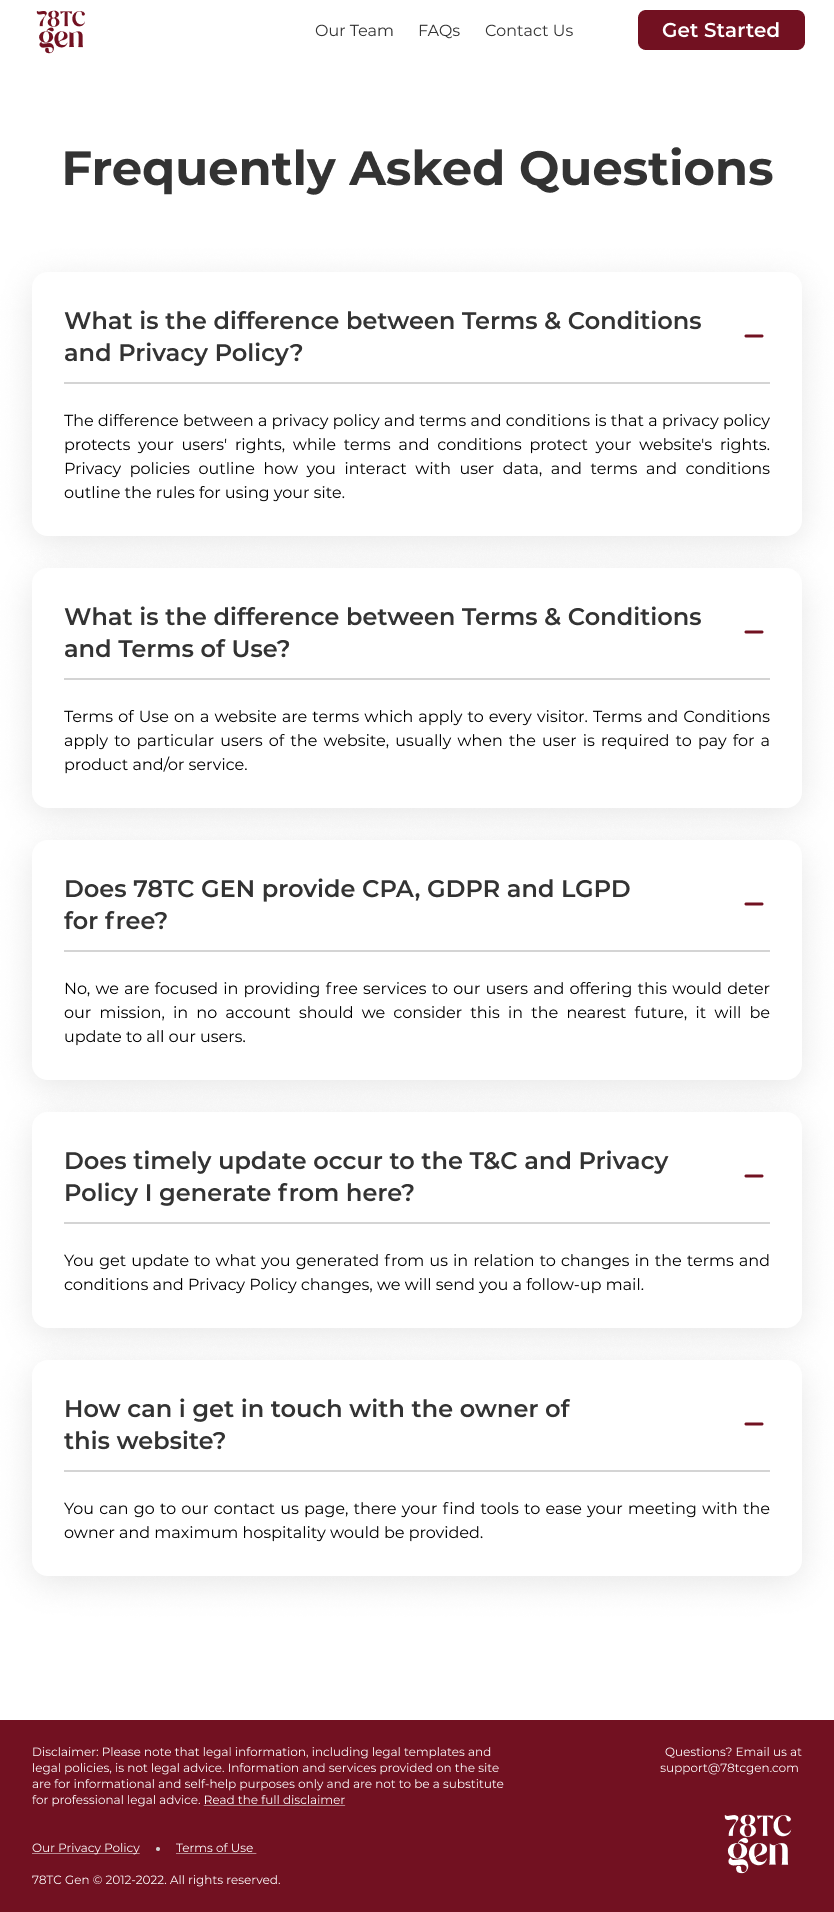 78TC
gen
Our Team FAQs Contact Us Get Started
Frequently Asked Questions
What is the difference between Terms & Conditions
and Privacy Policy?
The difference between a privacy policy and terms and conditions is that a privacy policy
protects your users' rights, while terms and conditions protect your website's rights.
Privacy policies outline how you interact with user data, and terms and conditions
outline the rules for using your site.
What is the difference between Terms & Conditions
and Terms of Use?
Terms of Use on a website are terms which apply to every visitor. Terms and Conditions
apply to particular users of the website, usually when the user is required to pay for a
product and/or service.
Does 78TC GEN provide CPA, GDPR and LGPD
for free?
No, we are focused in providing free services to our users and offering this would deter
our mission, in no account should we consider this in the nearest future, it will be
update to all our users.
Does timely update occur to the T&C and Privacy
Policy I generate from here?
You get update to what you generated from us in relation to changes in the terms and
conditions and Privacy Policy changes, we will send you a follow-up mail.
How can i get in touch with the owner of
this website?
You can go to our contact us page, there your find tools to ease your meeting with the
owner and maximum hospitality would be provided.
Disclaimer: Please note that legal information, including legal templates and
legal policies, is not legal advice. Information and services provided on the site
are for informational and self-help purposes only and are not to be a substitute
for professional legal advice. Read the full disclaimer
Questions? Email us at
support@78tcgen.com
Our Privacy Policy • Terms of Use
78TC Gen © 2012-2022. All rights reserved.
78TC
gen